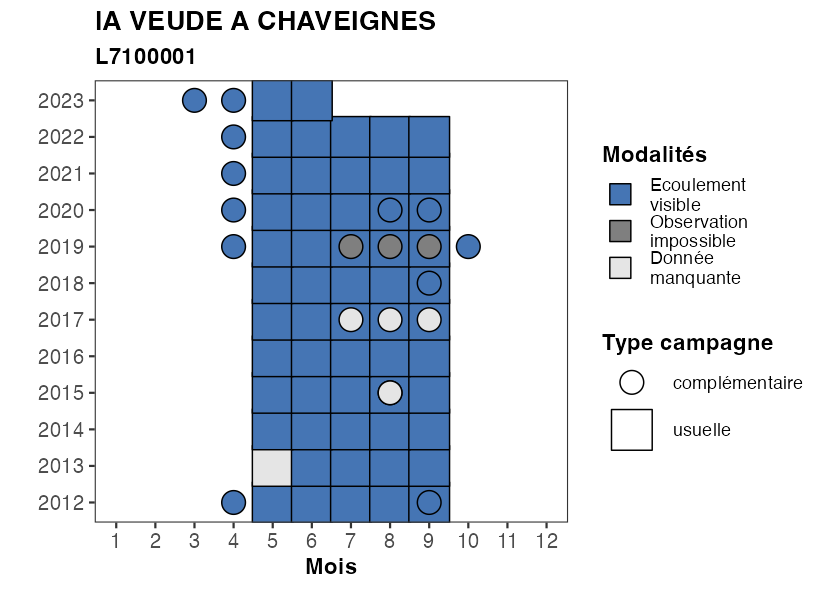 IA VEUDE A CHAVEIGNES
L7100001
2023
2022
2021
2020
2019
2018
2017
2016
2015
2014
2013
2012
1 2 3 4 5 6 7 8 9 10 11 12
Mois
Modalités
Ecoulement
visible
Observation
impossible
Donnée
manquante
Type campagne
complémentaire
usuelle